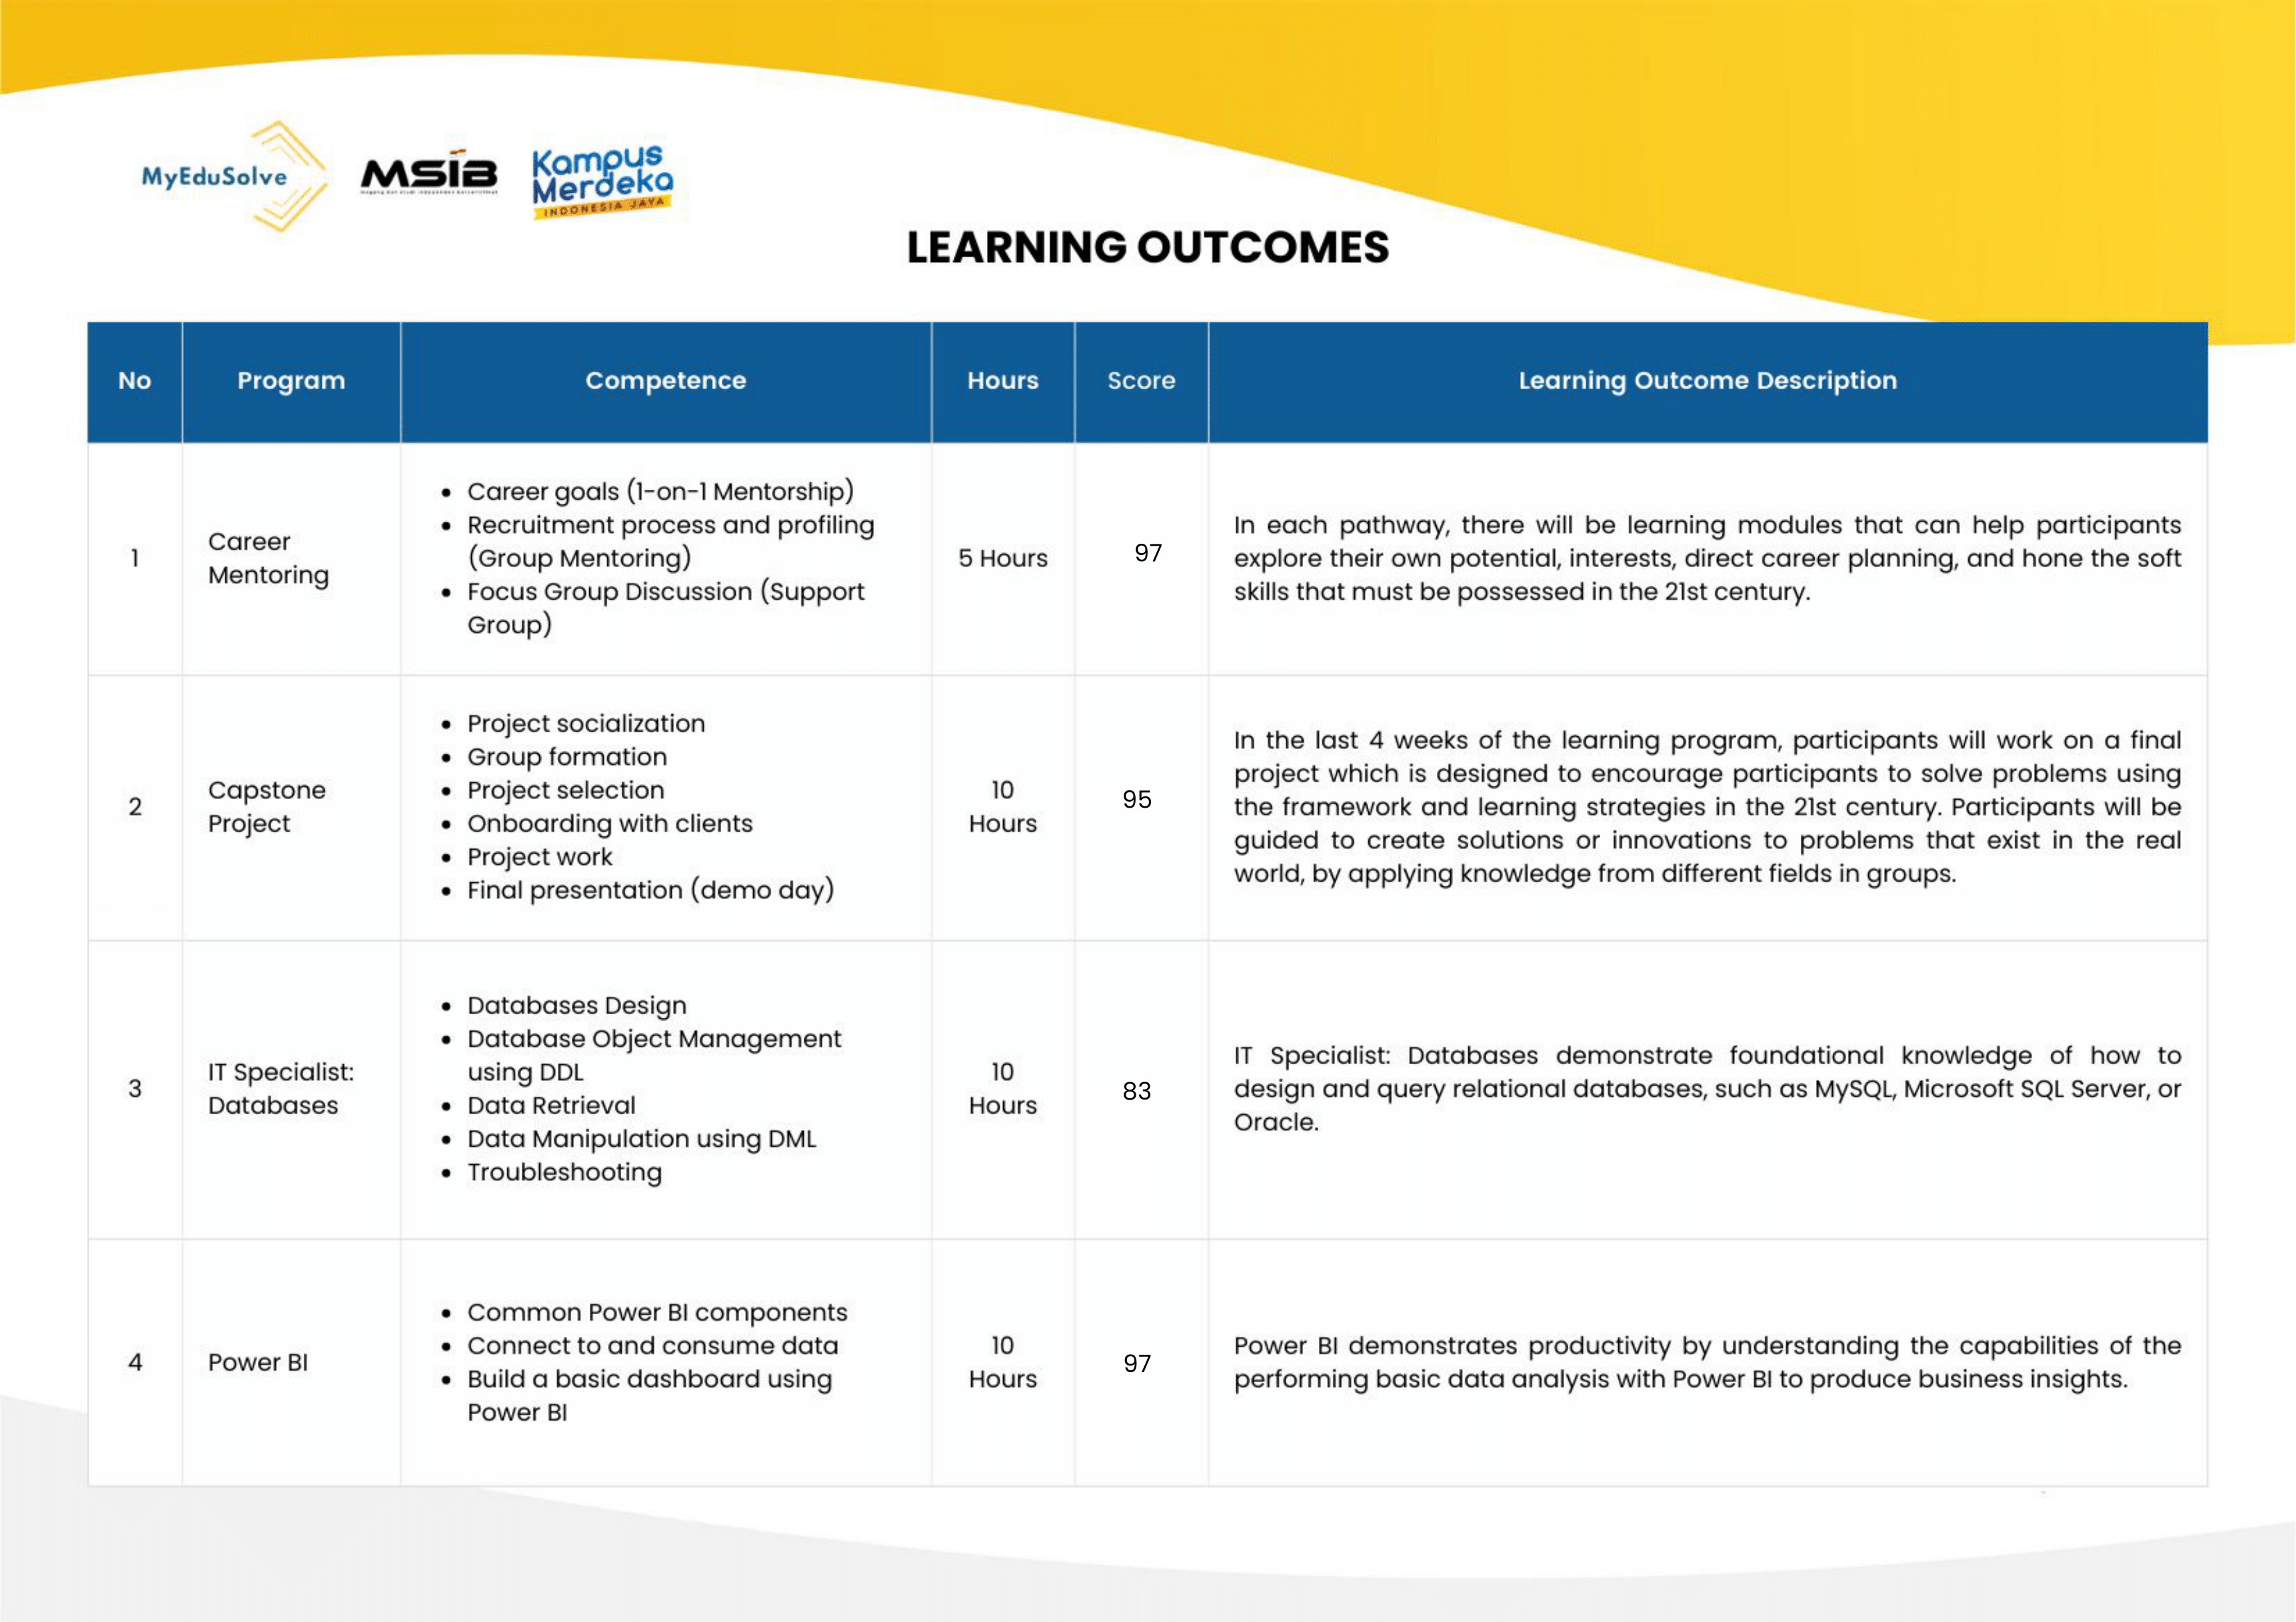 MyEduSolve
MSIB
Kampus
Merdeka
INDONESIA JAYA
LEARNING OUTCOMES
No
Program
Competence
Hours
Score
Learning Outcome Description
1
Career
Mentoring
• Career goals (1-on-1 Mentorship)
• Recruitment process and profiling
(Group Mentoring)
• Focus Group Discussion (Support
Group)
5 Hours
97
In each pathway, there will be learning modules that can help participants
explore their own potential, interests, direct career planning, and hone the soft
skills that must be possessed in the 21st century.
2
Capstone
Project
• Project socialization
• Group formation
• Project selection
• Onboarding with clients
• Project work
• Final presentation (demo day)
10
Hours
95
In the last 4 weeks of the learning program, participants will work on a final
project which is designed to encourage participants to solve problems using
the framework and learning strategies in the 21st century. Participants will be
guided to create solutions or innovations to problems that exist in the real
world, by applying knowledge from different fields in groups.
3
IT Specialist:
Databases
• Databases Design
• Database Object Management
using DDL
• Data Retrieval
• Data Manipulation using DML
• Troubleshooting
10
Hours
83
IT Specialist: Databases demonstrate foundational knowledge of how to
design and query relational databases, such as MySQL, Microsoft SQL Server, or
Oracle.
4
Power BI
• Common Power BI components
• Connect to and consume data
• Build a basic dashboard using
Power BI
10
Hours
97
Power BI demonstrates productivity by understanding the capabilities of the
performing basic data analysis with Power BI to produce business insights.